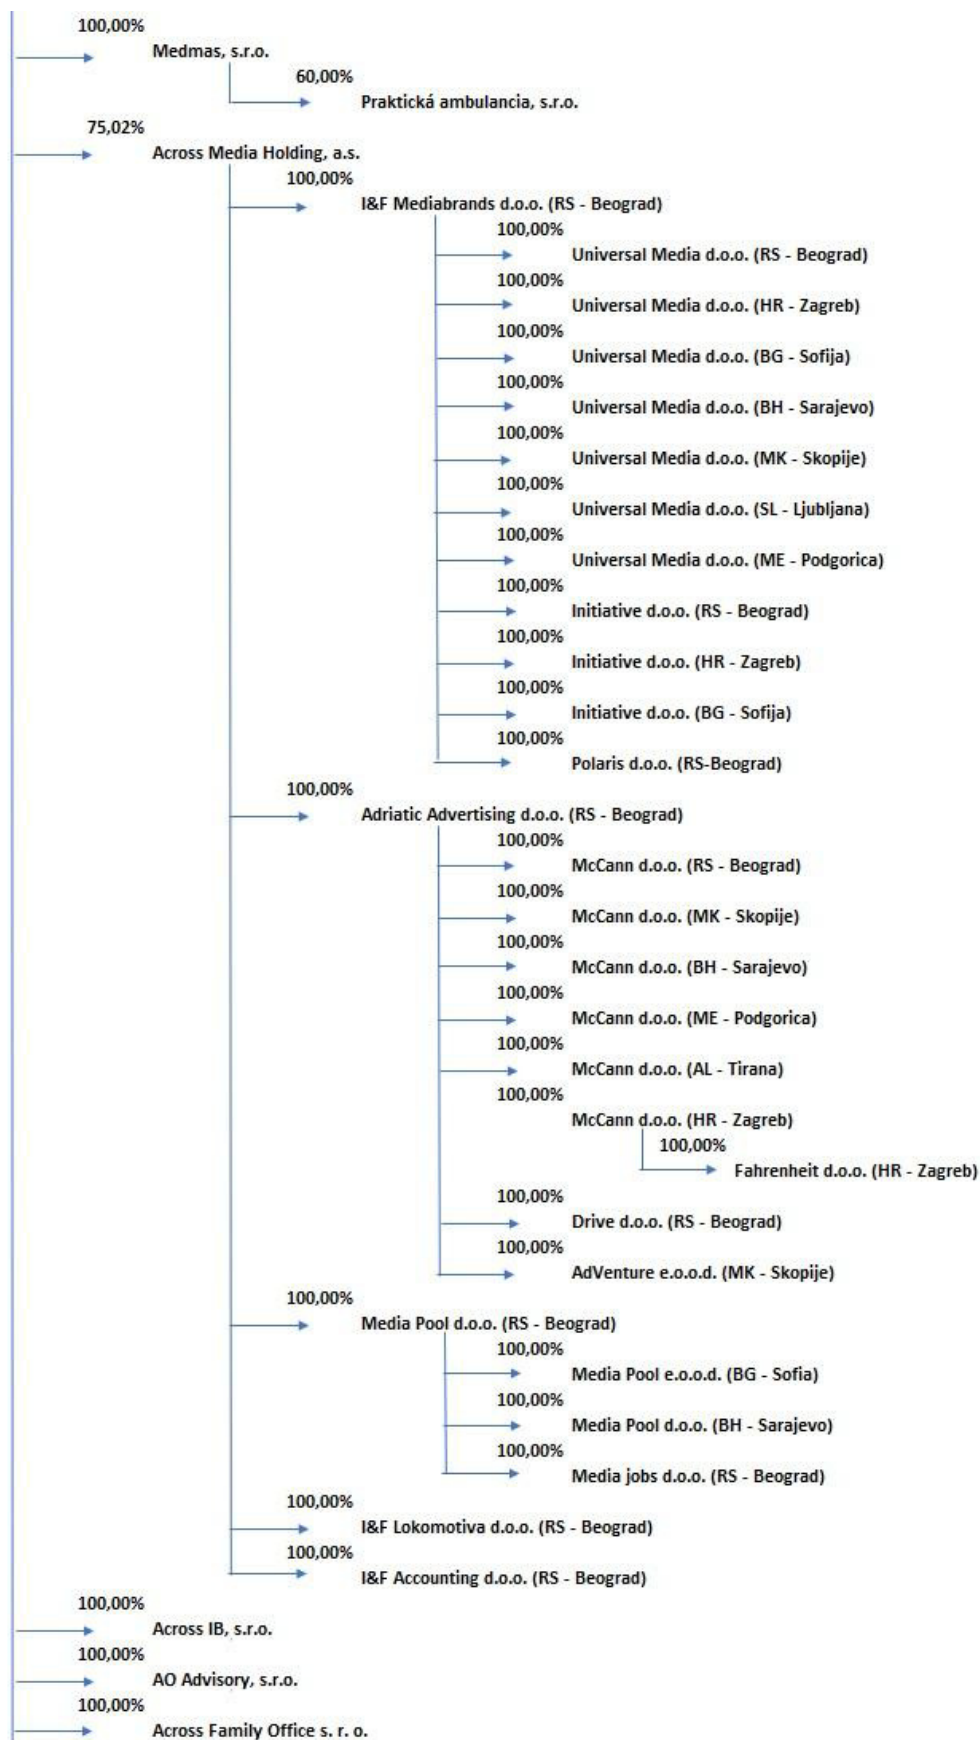 100,00%
Medmas, s.r.o.
60,00%
Praktická ambulancia, s.r.o.
75,02%
Across Media Holding, a.s.
100,00%
I&F Mediabrands d.o.o. (RS - Beograd)
100,00%
Universal Media d.o.o. (RS - Beograd)
100,00%
Universal Media d.o.o. (HR - Zagreb)
100,00%
Universal Media d.o.o. (BG - Sofija)
100,00%
Universal Media d.o.o. (BH - Sarajevo)
100,00%
Universal Media d.o.o. (MK - Skopije)
100,00%
Universal Media d.o.o. (SL - Ljubljana)
100,00%
Universal Media d.o.o. (ME - Podgorica)
100,00%
Initiative d.o.o. (RS - Beograd)
100,00%
Initiative d.o.o. (HR - Zagreb)
100,00%
Initiative d.o.o. (BG - Sofija)
100,00%
Polaris d.o.o. (RS-Beograd)
100,00%
Adriatic Advertising d.o.o. (RS - Beograd)
100,00%
McCann d.o.o. (RS - Beograd)
100,00%
McCann d.o.o. (MK - Skopije)
100,00%
McCann d.o.o. (BH - Sarajevo)
100,00%
McCann d.o.o. (ME - Podgorica)
100,00%
McCann d.o.o. (AL - Tirana)
100,00%
McCann d.o.o. (HR - Zagreb)
100,00%
Fahrenheit d.o.o. (HR - Zagreb)
100,00%
Drive d.o.o. (RS - Beograd)
100,00%
AdVenture e.o.o.d. (MK - Skopije)
100,00%
Media Pool d.o.o. (RS - Beograd)
100,00%
Media Pool e.o.o.d. (BG - Sofia)
100,00%
Media Pool d.o.o. (BH - Sarajevo)
100,00%
Media jobs d.o.o. (RS - Beograd)
100,00%
I&F Lokomotiva d.o.o. (RS - Beograd)
100,00%
I&F Accounting d.o.o. (RS - Beograd)
100,00%
Across IB, s.r.o.
100,00%
AO Advisory, s.r.o.
100,00%
Across Family Office s. r. o.